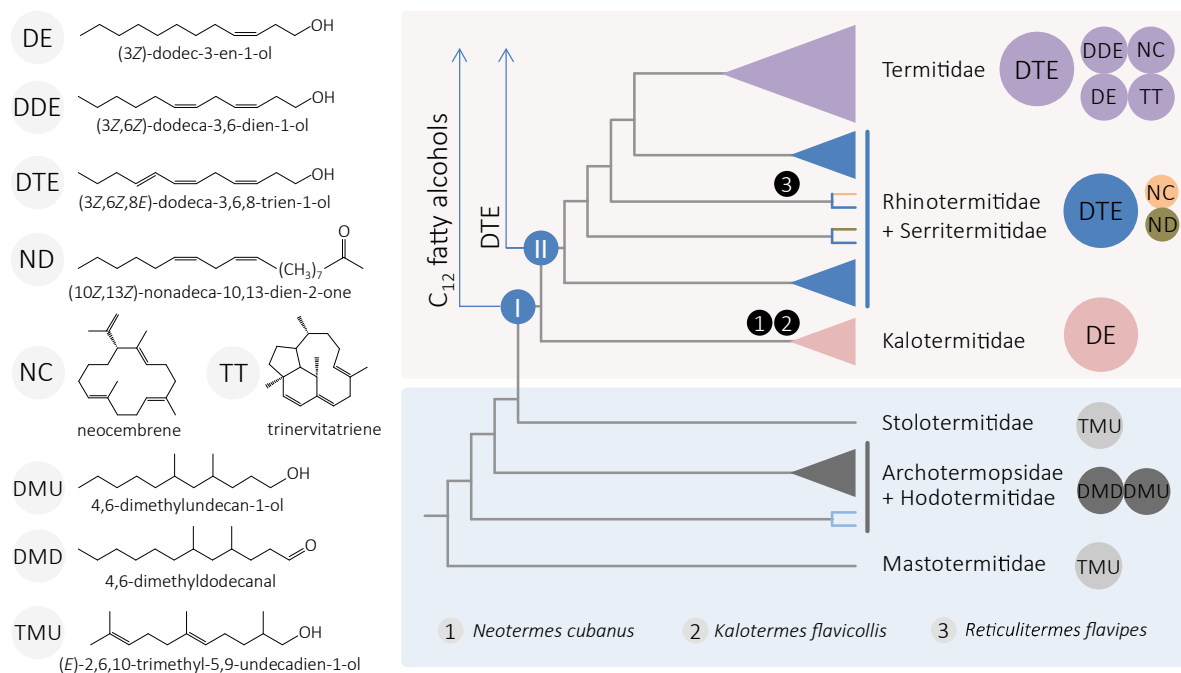 DE
OH
(3Z)-dodec-3-en-1-ol
DDE
OH
(3Z,6Z)-dodeca-3,6-dien-1-ol
DTE
OH
(3Z,6Z,8E)-dodeca-3,6,8-trien-1-ol
ND
O
(CH₃)₇
(10Z,13Z)-nonadeca-10,13-dien-2-one
NC
neocembrene
TT
trinervitatriene
DMU
OH
4,6-dimethylundecan-1-ol
DMD
O
4,6-dimethyldodecanal
TMU
OH
(E)-2,6,10-trimethyl-5,9-undecadien-1-ol
C₁₂ fatty alcohols
DTE
I
II
3
1 2
Termitidae
DTE
DDE NC
DE TT
Rhinotermitidae
+ Serritermitidae
DTE
NC
ND
Kalotermitidae
DE
Stolotermitidae
TMU
Archotermopsidae
+ Hodotermitidae
DMD DMU
Mastotermitidae
TMU
1 Neotermes cubanus
2 Kalotermes flavicollis
3 Reticulitermes flavipes